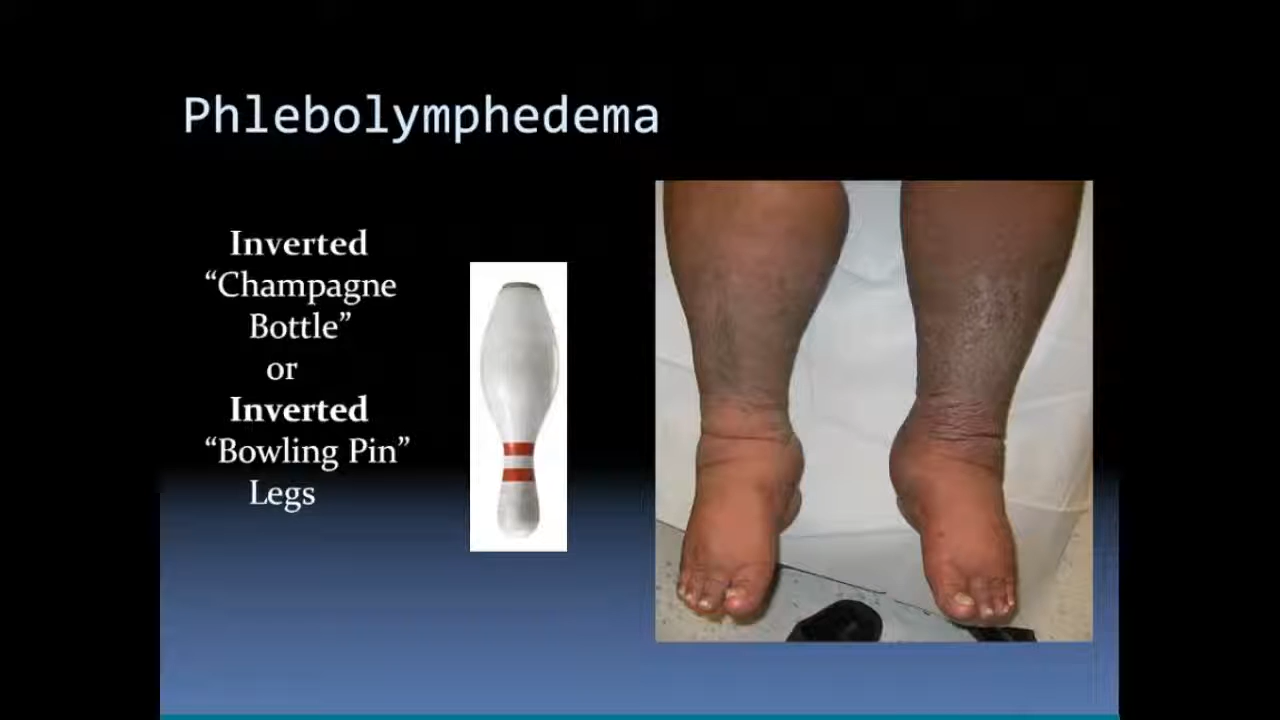 Phlebolymphedema
Inverted
“Champagne
Bottle”
or
Inverted
“Bowling Pin”
Legs